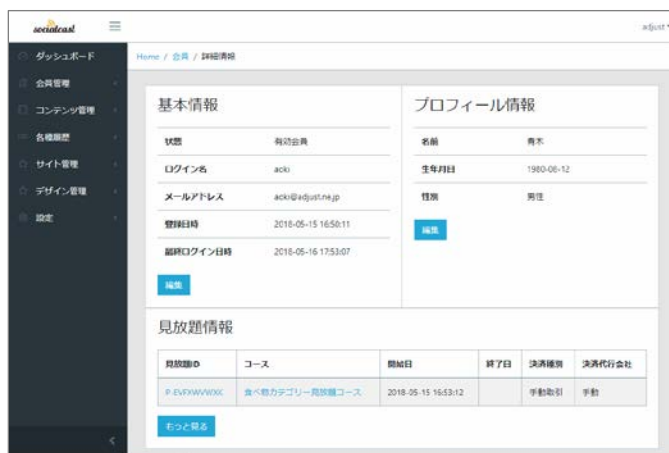 socialcast
adjust
ダッシュボード
会員管理
コンテンツ管理
各種履歴
サイト管理
デザイン管理
設定
Home / 会員 / 詳細情報
基本情報
状態 有効会員
ログイン名 aoki
メールアドレス aoki@adjust.ne.jp
登録日時 2018-05-15 16:50:11
最終ログイン日時 2018-05-16 17:53:07
編集
プロフィール情報
名前 青木
生年月日 1980-08-12
性別 男性
編集
見放題情報
見放題ID コース 開始日 終了日 決済種別 決済代行会社
食べ物カテゴリー見放題コース 2018-05-15 16:53:12 手動取引 手動
もっと見る